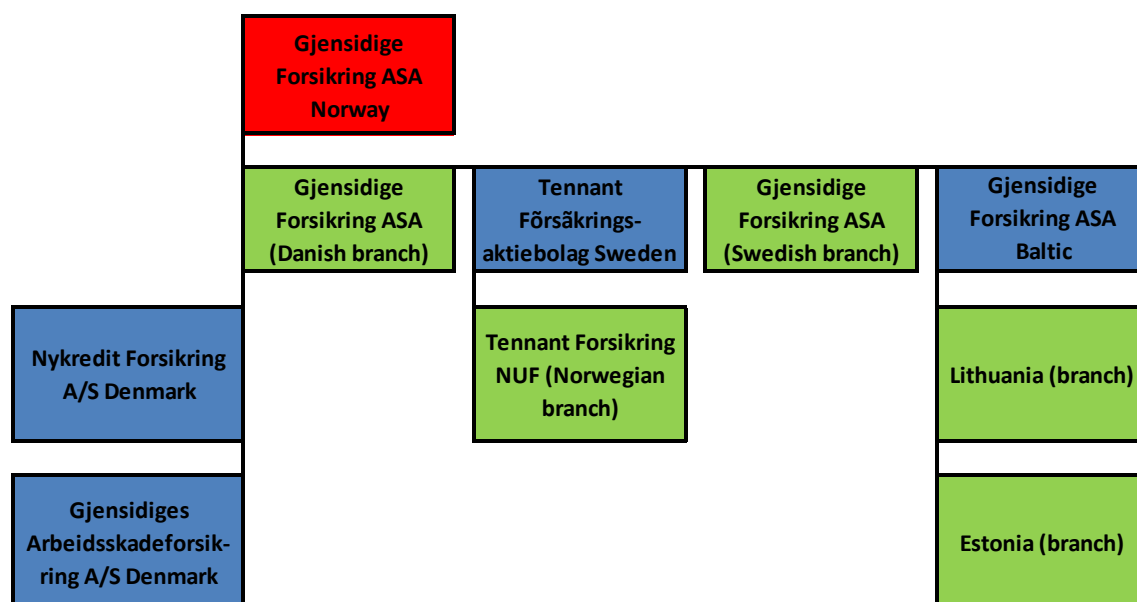 Gjensidige
Forsikring ASA
Norway
Gjensidige
Forsikring ASA
(Danish branch)
Tennant
Fõrsãkrings-
aktiebolag Sweden
Gjensidige
Forsikring ASA
(Swedish branch)
Gjensidige
Forsikring ASA
Baltic
Nykredit Forsikring
A/S Denmark
Tennant Forsikring
NUF (Norwegian
branch)
Lithuania (branch)
Gjensidiges
Arbeidsskadeforsik-
ring A/S Denmark
Estonia (branch)